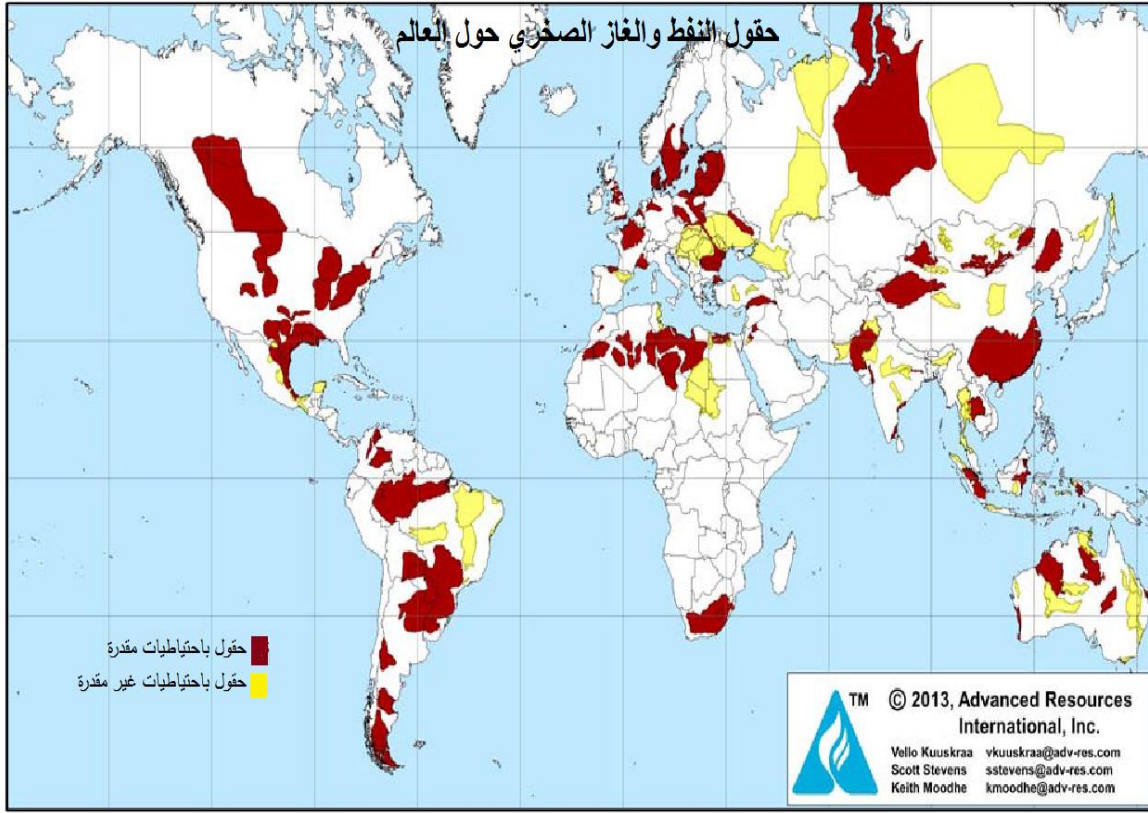 حقول النفط والغاز الصخري حول العالم
حقول باحتياطيات مقدرة
حقول باحتياطيات غير مقدرة
TM
© 2013, Advanced Resources
International, Inc.
Vello Kuuskraa vkuuskraa@adv-res.com
Scott Stevens sstevens@adv-res.com
Keith Moodhe kmoodhe@adv-res.com